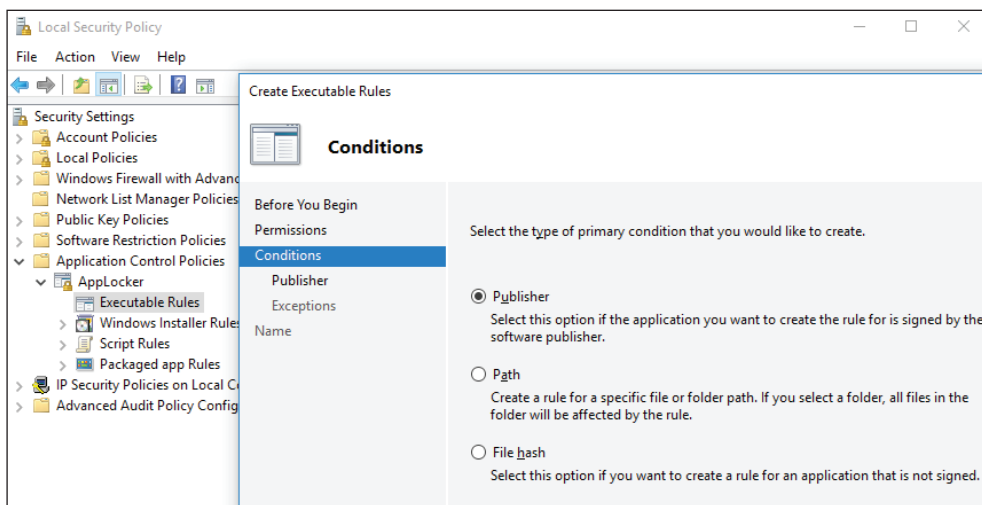 Local Security Policy
File Action View Help
Security Settings
Account Policies
Local Policies
Windows Firewall with Advanc
Network List Manager Policies
Public Key Policies
Software Restriction Policies
Application Control Policies
AppLocker
Executable Rules
Windows Installer Rules
Script Rules
Packaged app Rules
IP Security Policies on Local C
Advanced Audit Policy Config
Create Executable Rules
Conditions
Before You Begin
Permissions
Conditions
Publisher
Exceptions
Name
Select the type of primary condition that you would like to create.
Publisher
Select this option if the application you want to create the rule for is signed by the
software publisher.
Path
Create a rule for a specific file or folder path. If you select a folder, all files in the
folder will be affected by the rule.
File hash
Select this option if you want to create a rule for an application that is not signed.